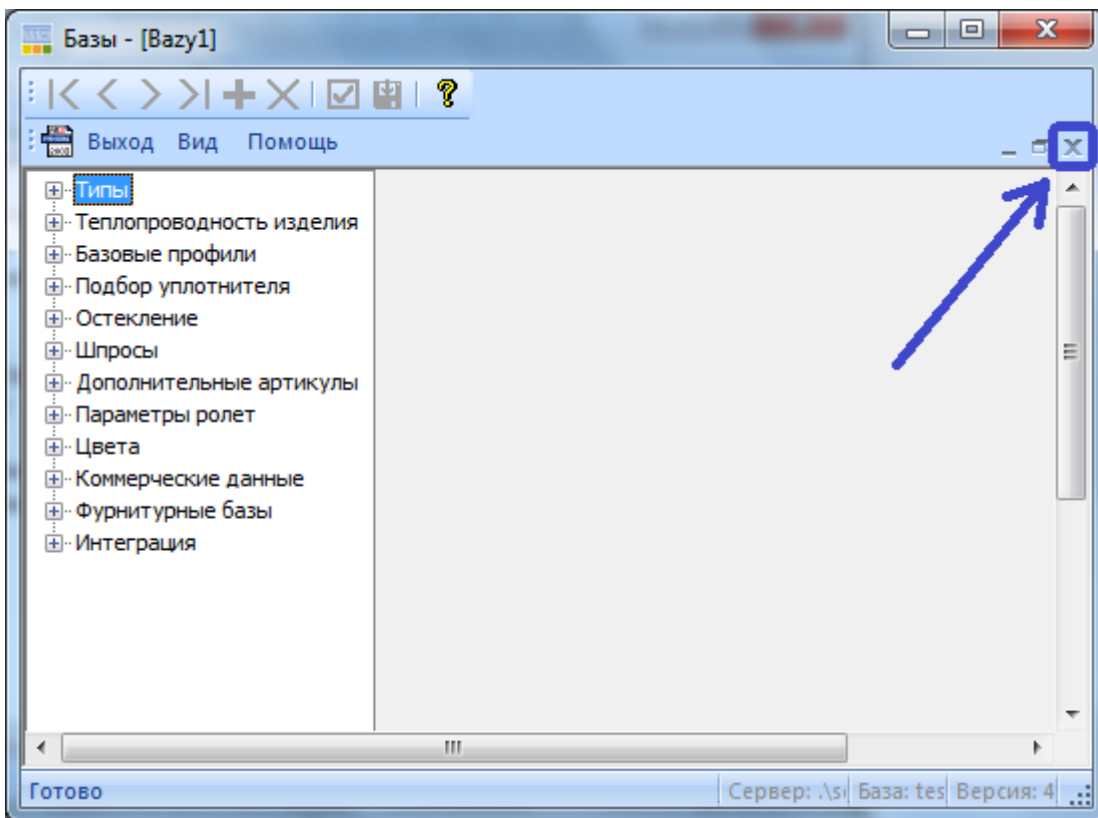 Базы - [Bazy1]
Выход Вид Помощь
Типы
Теплопроводность изделия
Базовые профили
Подбор уплотнителя
Остекление
Шпросы
Дополнительные артикулы
Параметры ролет
Цвета
Коммерческие данные
Фурнитурные базы
Интеграция
Готово Сервер: .\s База: tes Версия: 4